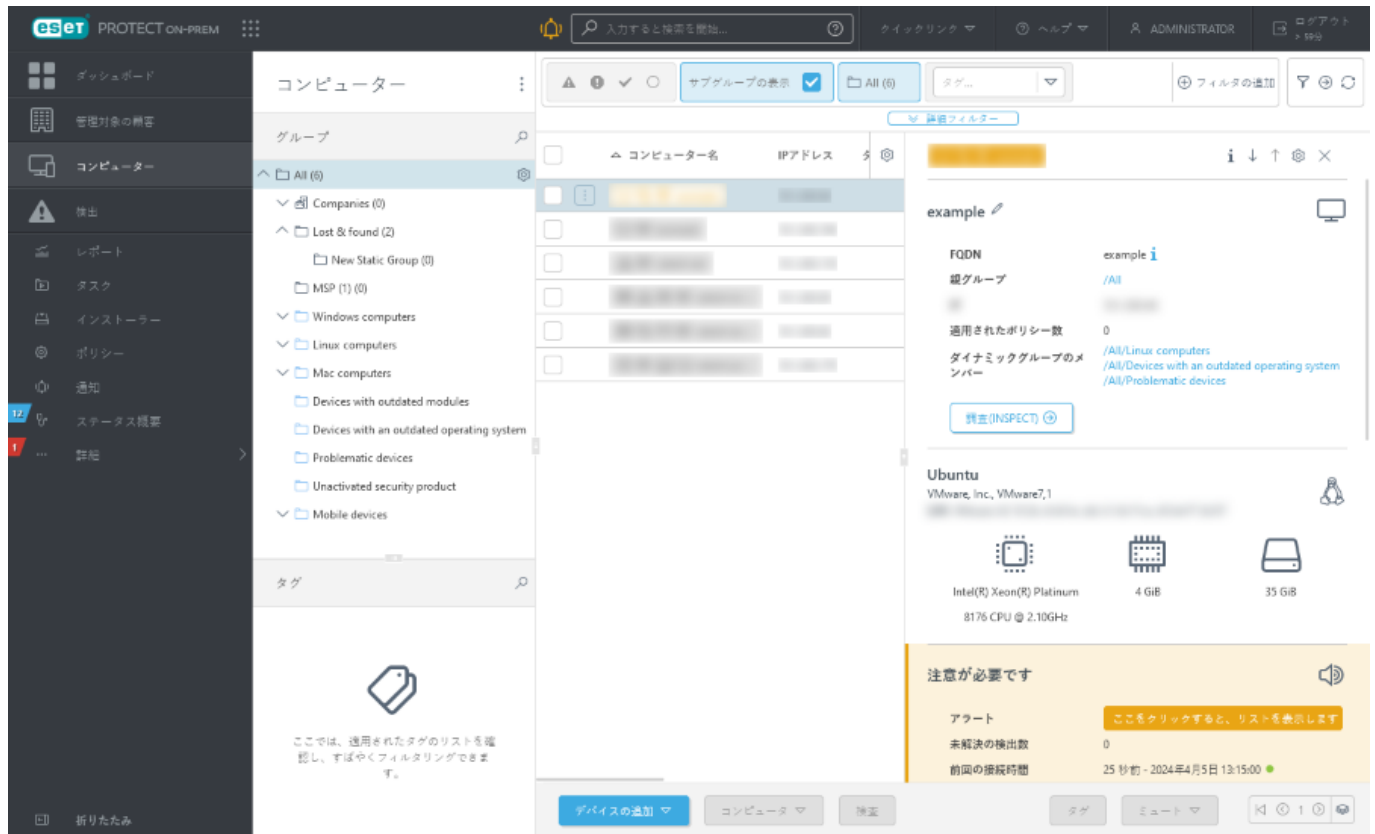 eset PROTECT ON-PREM
入力すると検索を開始...
クイックリンク
ヘルプ
ADMINISTRATOR
ログアウト
> 59分
ダッシュボード
管理対象の顧客
コンピューター
検出
レポート
タスク
インストーラー
ポリシー
通知
12
ステータス概要
1
詳細
折りたたみ
コンピューター
グループ
All (6)
Companies (0)
Lost & found (2)
New Static Group (0)
MSP (1) (0)
Windows computers
Linux computers
Mac computers
Devices with outdated modules
Devices with an outdated operating system
Problematic devices
Unactivated security product
Mobile devices
タグ
ここでは、適用されたタグのリストを確
認し、すばやくフィルタリングできま
す。
サブグループの表示
All (6)
タグ...
フィルタの追加
詳細フィルター
コンピューター名
IPアドレス
タ
example
FQDN
example
親グループ
/All
適用されたポリシー数
0
ダイナミックグループのメ
ンバー
/All/Linux computers
/All/Devices with an outdated operating system
/All/Problematic devices
調査(INSPECT)
Ubuntu
VMware, Inc., VMware7,1
Intel(R) Xeon(R) Platinum
8176 CPU @ 2.10GHz
4 GiB
35 GiB
注意が必要です
アラート
ここをクリックすると、リストを表示します
未解決の検出数
0
前回の接続時間
25 秒前 - 2024年4月5日 13:15:00
デバイスの追加
コンピュータ
検査
タグ
ミュート
1